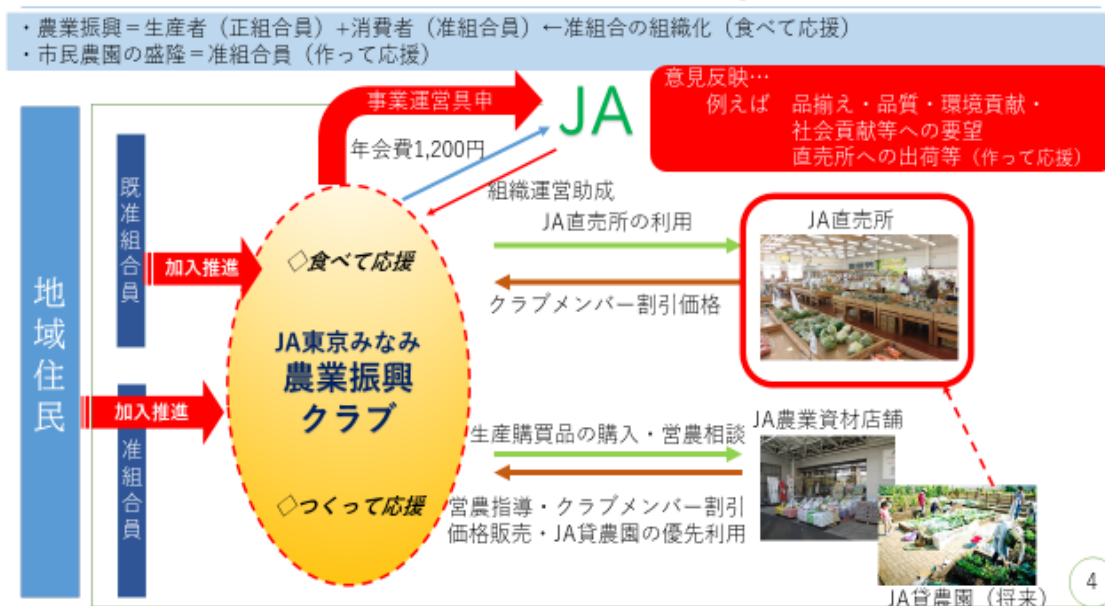 ・農業振興＝生産者（正組合員）+消費者（准組合員）←准組合の組織化（食べて応援）
・市民農園の盛隆＝准組合員（作って応援）
事業運営具申
JA
意見反映…
例えば　品揃え・品質・環境貢献・
社会貢献等への要望
直売所への出荷等（作って応援）
年会費1,200円
組織運営助成
地域住民
既准組合員
加入推進
准組合員
加入推進
◇食べて応援
JA東京みなみ
農業振興
クラブ
◇つくって応援
JA直売所の利用
クラブメンバー割引価格
JA直売所
生産購買品の購入・営農相談
営農指導・クラブメンバー割引
価格販売・JA貸農園の優先利用
JA農業資材店舗
JA貸農園（将来）
4